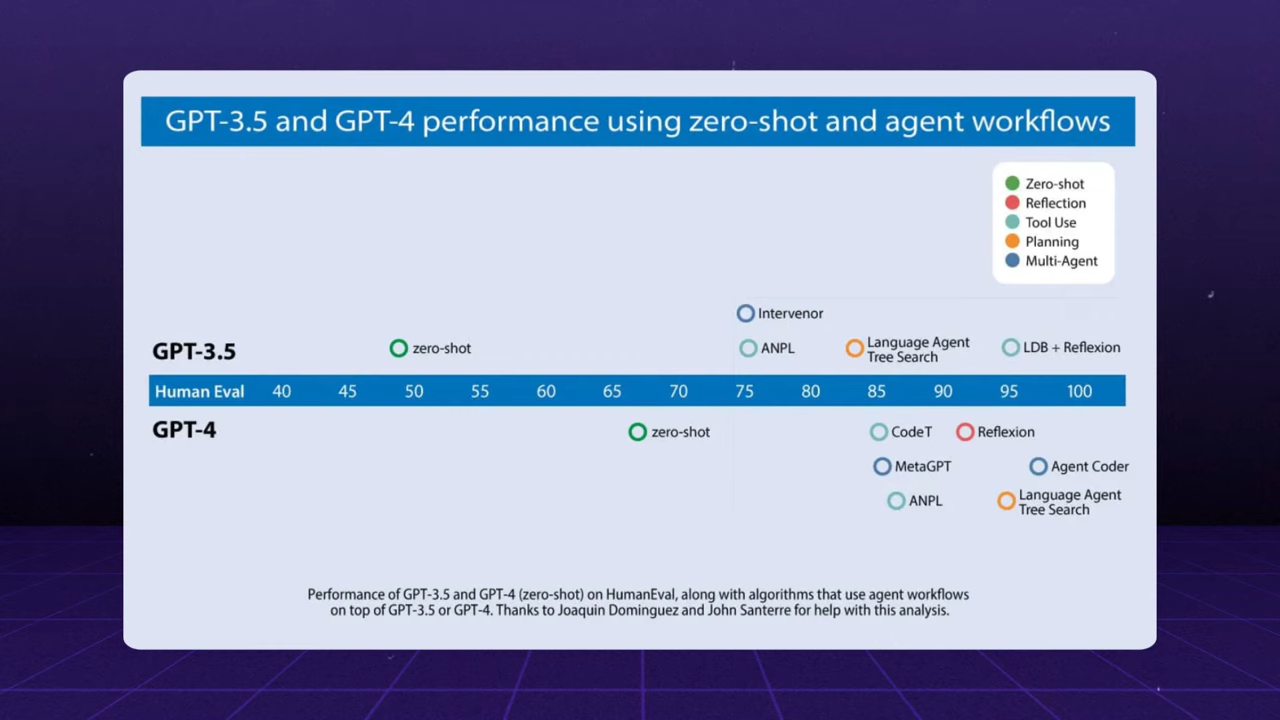 GPT-3.5 and GPT-4 performance using zero-shot and agent workflows
Zero-shot
Reflection
Tool Use
Planning
Multi-Agent
Intervenor
GPT-3.5
zero-shot
ANPL
Language Agent
Tree Search
LDB + Reflexion
Human Eval 40 45 50 55 60 65 70 75 80 85 90 95 100
GPT-4
zero-shot
CodeT
Reflexion
MetaGPT
Agent Coder
ANPL
Language Agent
Tree Search
Performance of GPT-3.5 and GPT-4 (zero-shot) on HumanEval, along with algorithms that use agent workflows
on top of GPT-3.5 or GPT-4. Thanks to Joaquin Dominguez and John Santerre for help with this analysis.